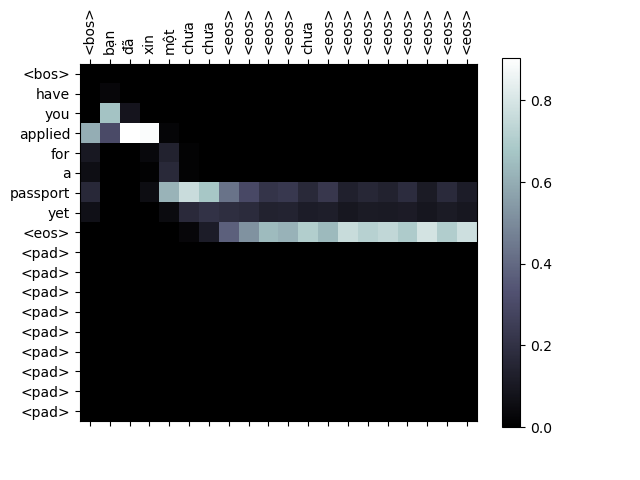 <bos> bạn đã xin một chưa chưa <eos> <eos> <eos> <eos> chưa <eos> <eos> <eos> <eos> <eos> <eos> <eos> <eos>
<bos>
have
you
applied
for
a
passport
yet
<eos>
<pad>
<pad>
<pad>
<pad>
<pad>
<pad>
<pad>
<pad>
<pad>
0.8
0.6
0.4
0.2
0.0